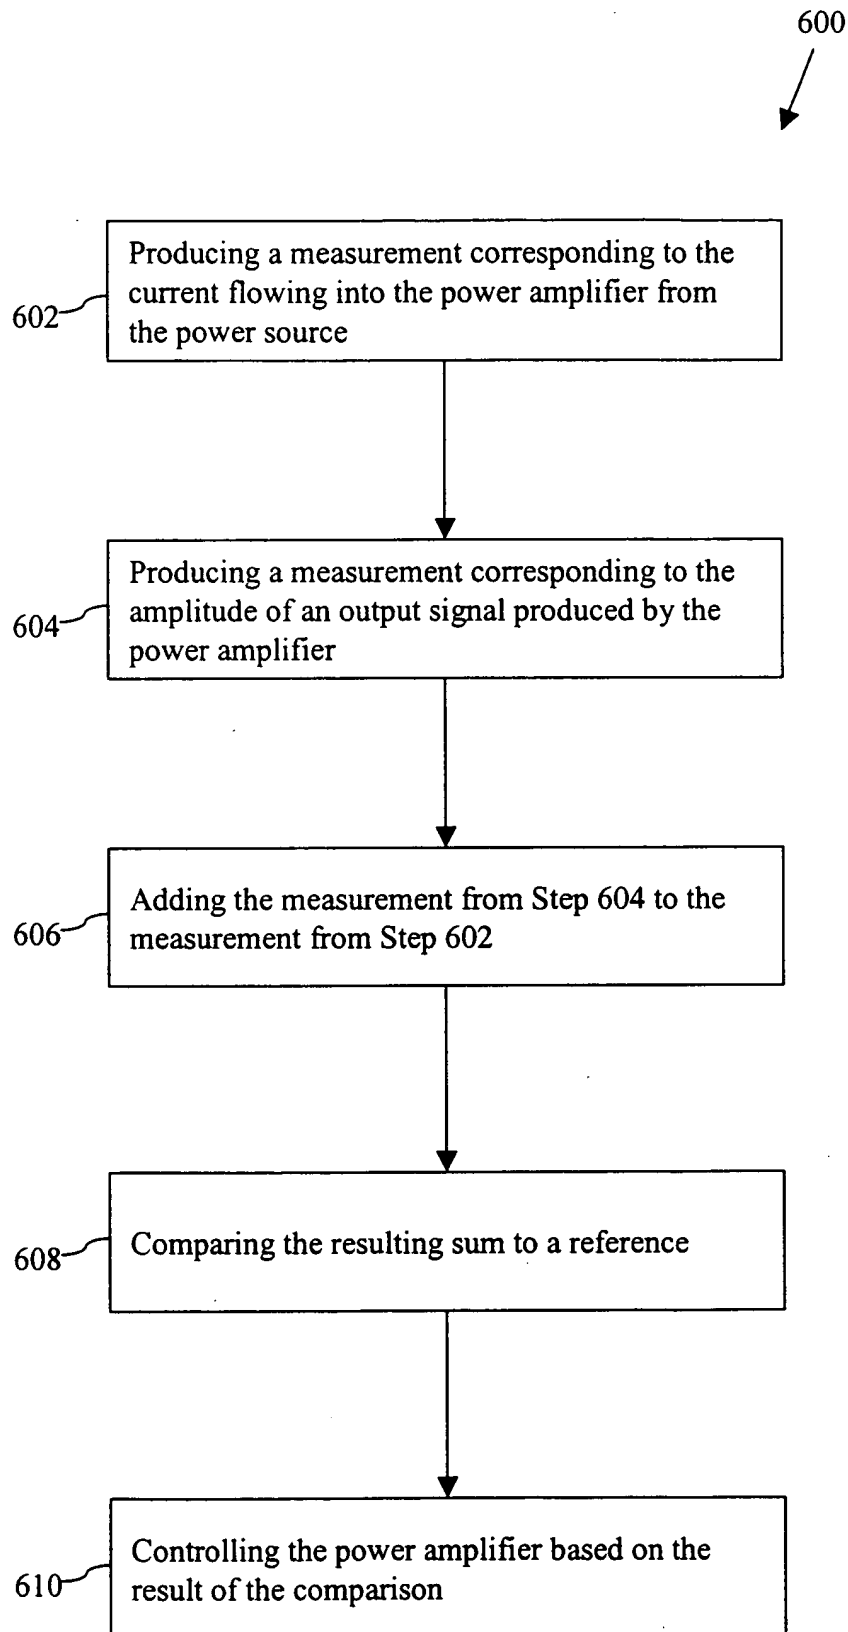 600
Producing a measurement corresponding to the
current flowing into the power amplifier from
the power source
602
Producing a measurement corresponding to the
amplitude of an output signal produced by the
power amplifier
604
Adding the measurement from Step 604 to the
measurement from Step 602
606
Comparing the resulting sum to a reference
608
Controlling the power amplifier based on the
result of the comparison
610